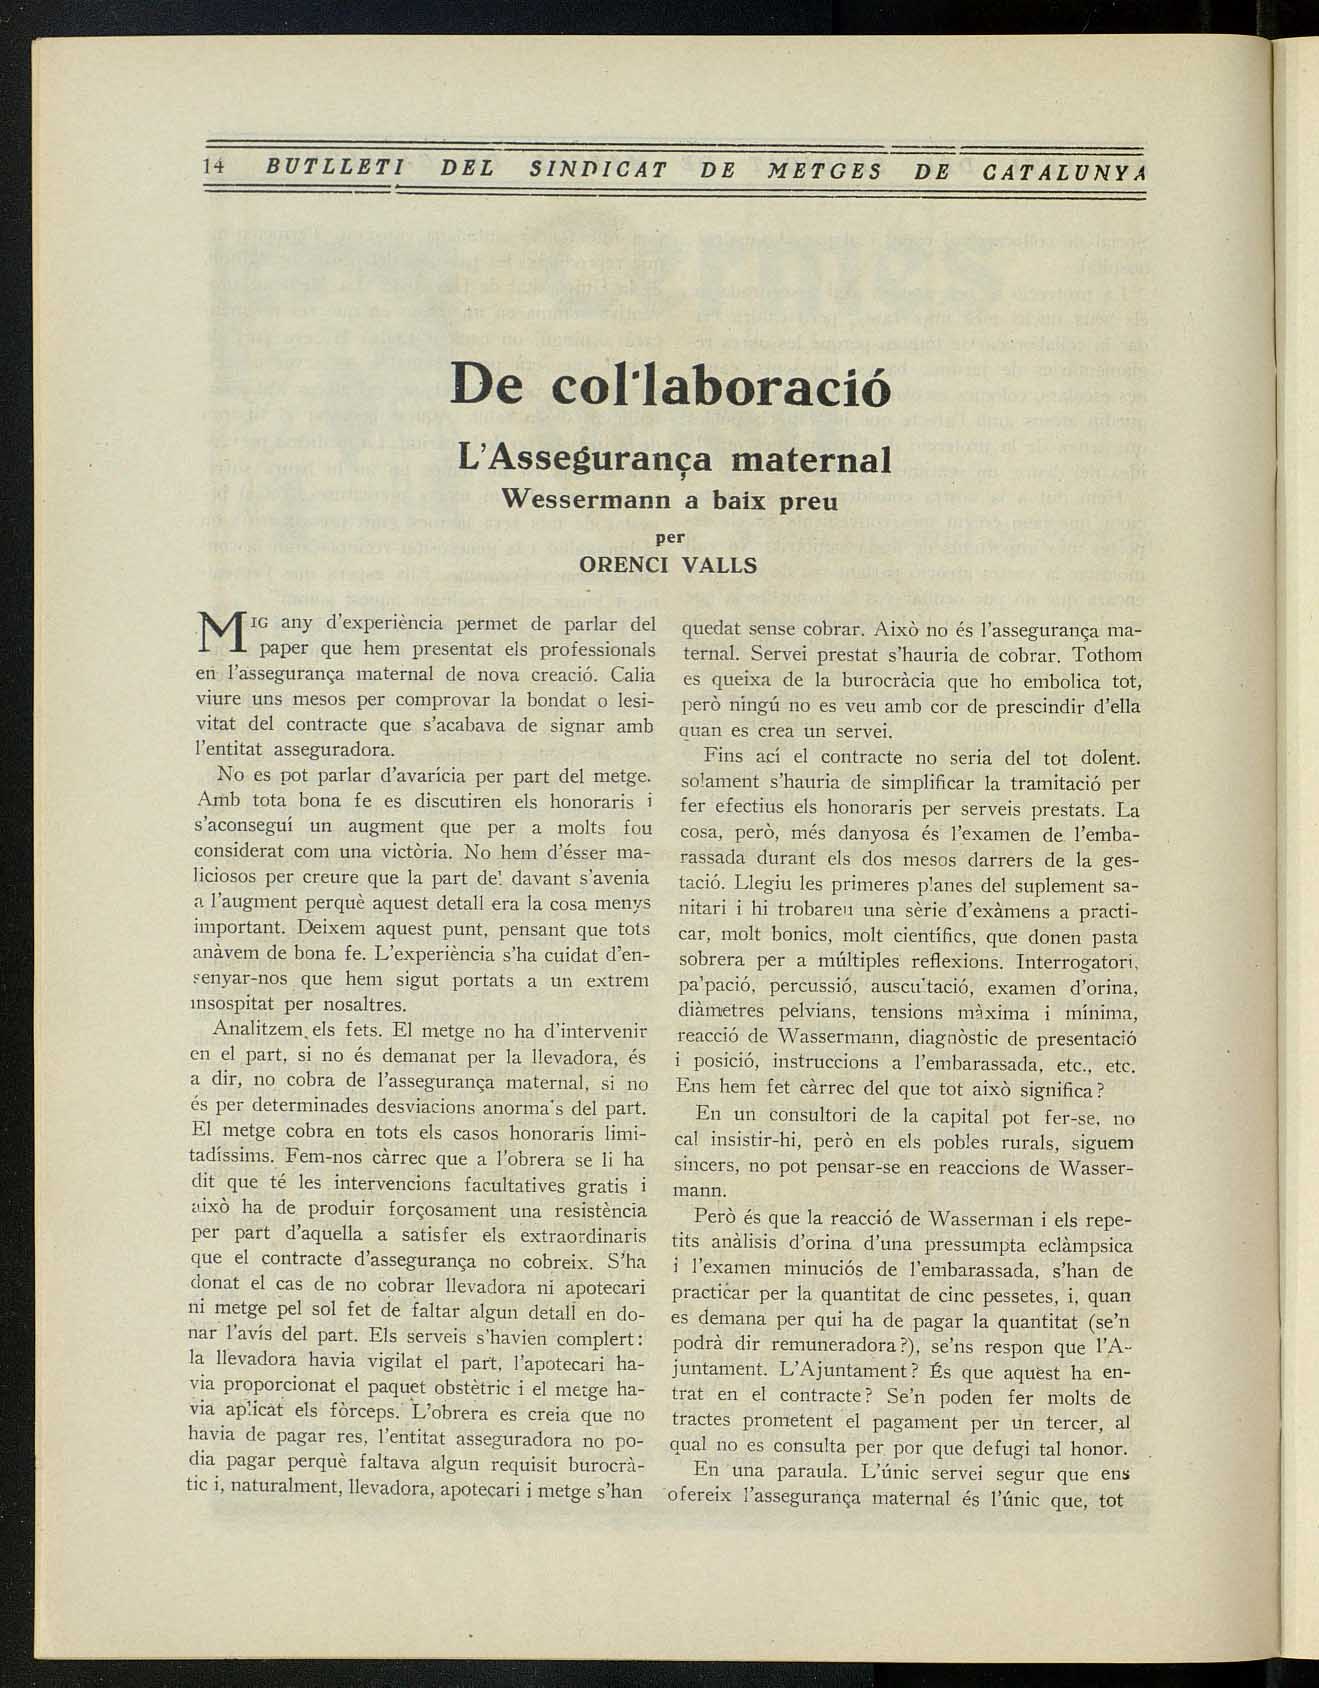 14 BUTLLETI DEL SINDICAT DE METGES DE CATALUNYA
De col·laboració
L'Assegurança maternal
Wessermann a baix preu
per
ORENCI VALLS
MIG any d'experiència permet de parlar del
paper que hem presentat els professionals
en l'assegurança maternal de nova creació. Calia
viure uns mesos per comprovar la bondat o lesi-
vitat del contracte que s'acabava de signar amb
l'entitat asseguradora.
No es pot parlar d'avarícia per part del metge.
Amb tota bona fe es discutiren els honoraris i
s'aconseguí un augment que per a molts fou
considerat com una victòria. No hem d'ésser ma-
liciosos per creure que la part del davant s'avenia
a l'augment perquè aquest detall era la cosa menys
important. Deixem aquest punt, pensant que tots
anàvem de bona fe. L'experiència s'ha cuidat d'en-
senyar-nos que hem sigut portats a un extrem
insospitat per nosaltres.
Analitzem els fets. El metge no ha d'intervenir
en el part, si no és demanat per la llevadora, és
a dir, no cobra de l'assegurança maternal, si no
és per determinades desviacions anormals del part.
El metge cobra en tots els casos honoraris limi-
tadíssims. Fem-nos càrrec que a l'obrera se li ha
dit que té les intervencions facultatives gratis i
això ha de produir forçosament una resistència
per part d'aquella a satisfer els extraordinaris
que el contracte d'assegurança no cobreix. S'ha
donat el cas de no cobrar llevadora ni apotecari
ni metge pel sol fet de faltar algun detall en do-
nar l'avís del part. Els serveis s'havien complert:
la llevadora havia vigilat el part, l'apotecari ha-
via proporcionat el paquet obstètric i el metge ha-
via aplicat els fòrceps. L'obrera es creia que no
havia de pagar res, l'entitat asseguradora no po-
dia pagar perquè faltava algun requisit burocrà-
tic i, naturalment, llevadora, apotecari i metge s'han
quedat sense cobrar. Això no és l'assegurança ma-
ternal. Servei prestat s'hauria de cobrar. Tothom
es queixa de la burocràcia que ho embolica tot,
però ningú no es veu amb cor de prescindir d'ella
quan es crea un servei.
Fins ací el contracte no seria del tot dolent.
solament s'hauria de simplificar la tramitació per
fer efectius els honoraris per serveis prestats. La
cosa, però, més danyosa és l'examen de l'emba-
rassada durant els dos mesos darrers de la ges-
tació. Llegiu les primeres planes del suplement sa-
nitari i hi trobareu una sèrie d'exàmens a practi-
car, molt bonics, molt científics, que donen pasta
sobrera per a múltiples reflexions. Interrogatori,
palpació, percussió, auscultació, examen d'orina,
diàmetres pelvians, tensions màxima i mínima,
reacció de Wassermann, diagnòstic de presentació
i posició, instruccions a l'embarassada, etc., etc.
Ens hem fet càrrec del que tot això significa?
En un consultori de la capital pot fer-se, no
cal insistir-hi, però en els pobles rurals, siguem
sincers, no pot pensar-se en reaccions de Wasser-
mann.
Però és que la reacció de Wasserman i els repe-
tits anàlisis d'orina d'una pressumpta eclàmpsica
i l'examen minuciós de l'embarassada, s'han de
practicar per la quantitat de cinc pessetes, i, quan
es demana per qui ha de pagar la quantitat (se'n
podrà dir remuneradora?), se'ns respon que l'A-
juntament. L'Ajuntament? És que aquest ha en-
trat en el contracte? Se'n poden fer molts de
tractes prometent el pagament per un tercer, al
qual no es consulta per por que defugi tal honor.
En una paraula. L'únic servei segur que ens
ofereix l'assegurança maternal és l'únic que, tot